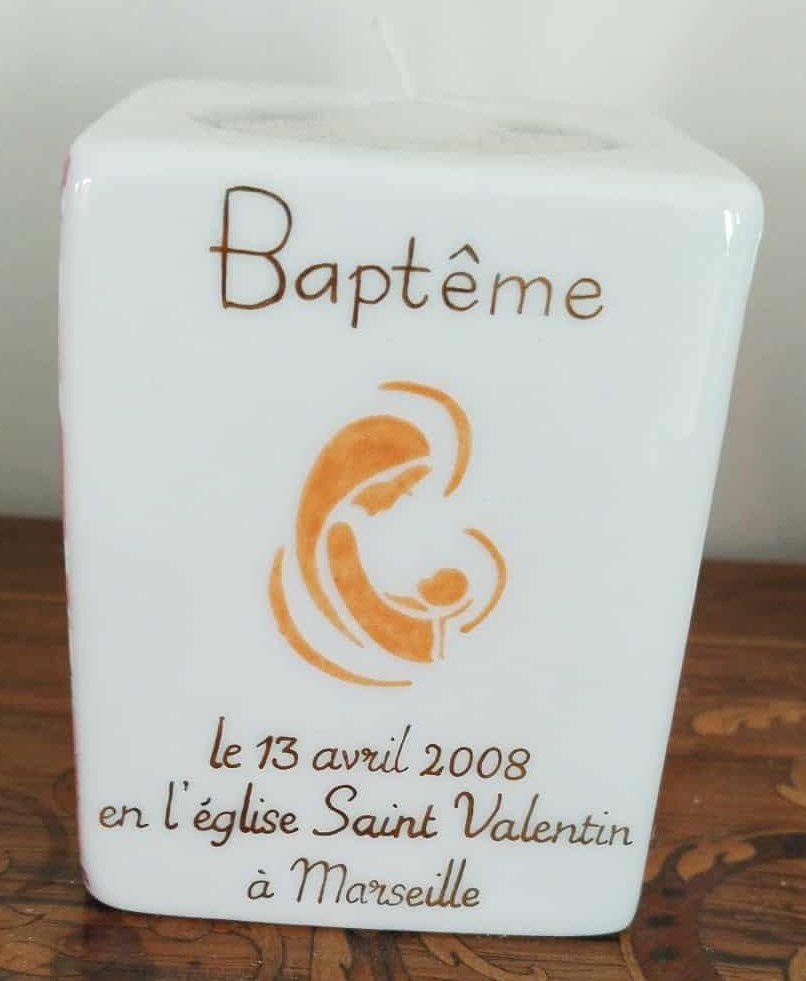 Baptême
le 13 avril 2008
en l'église Saint Valentin
à Marseille